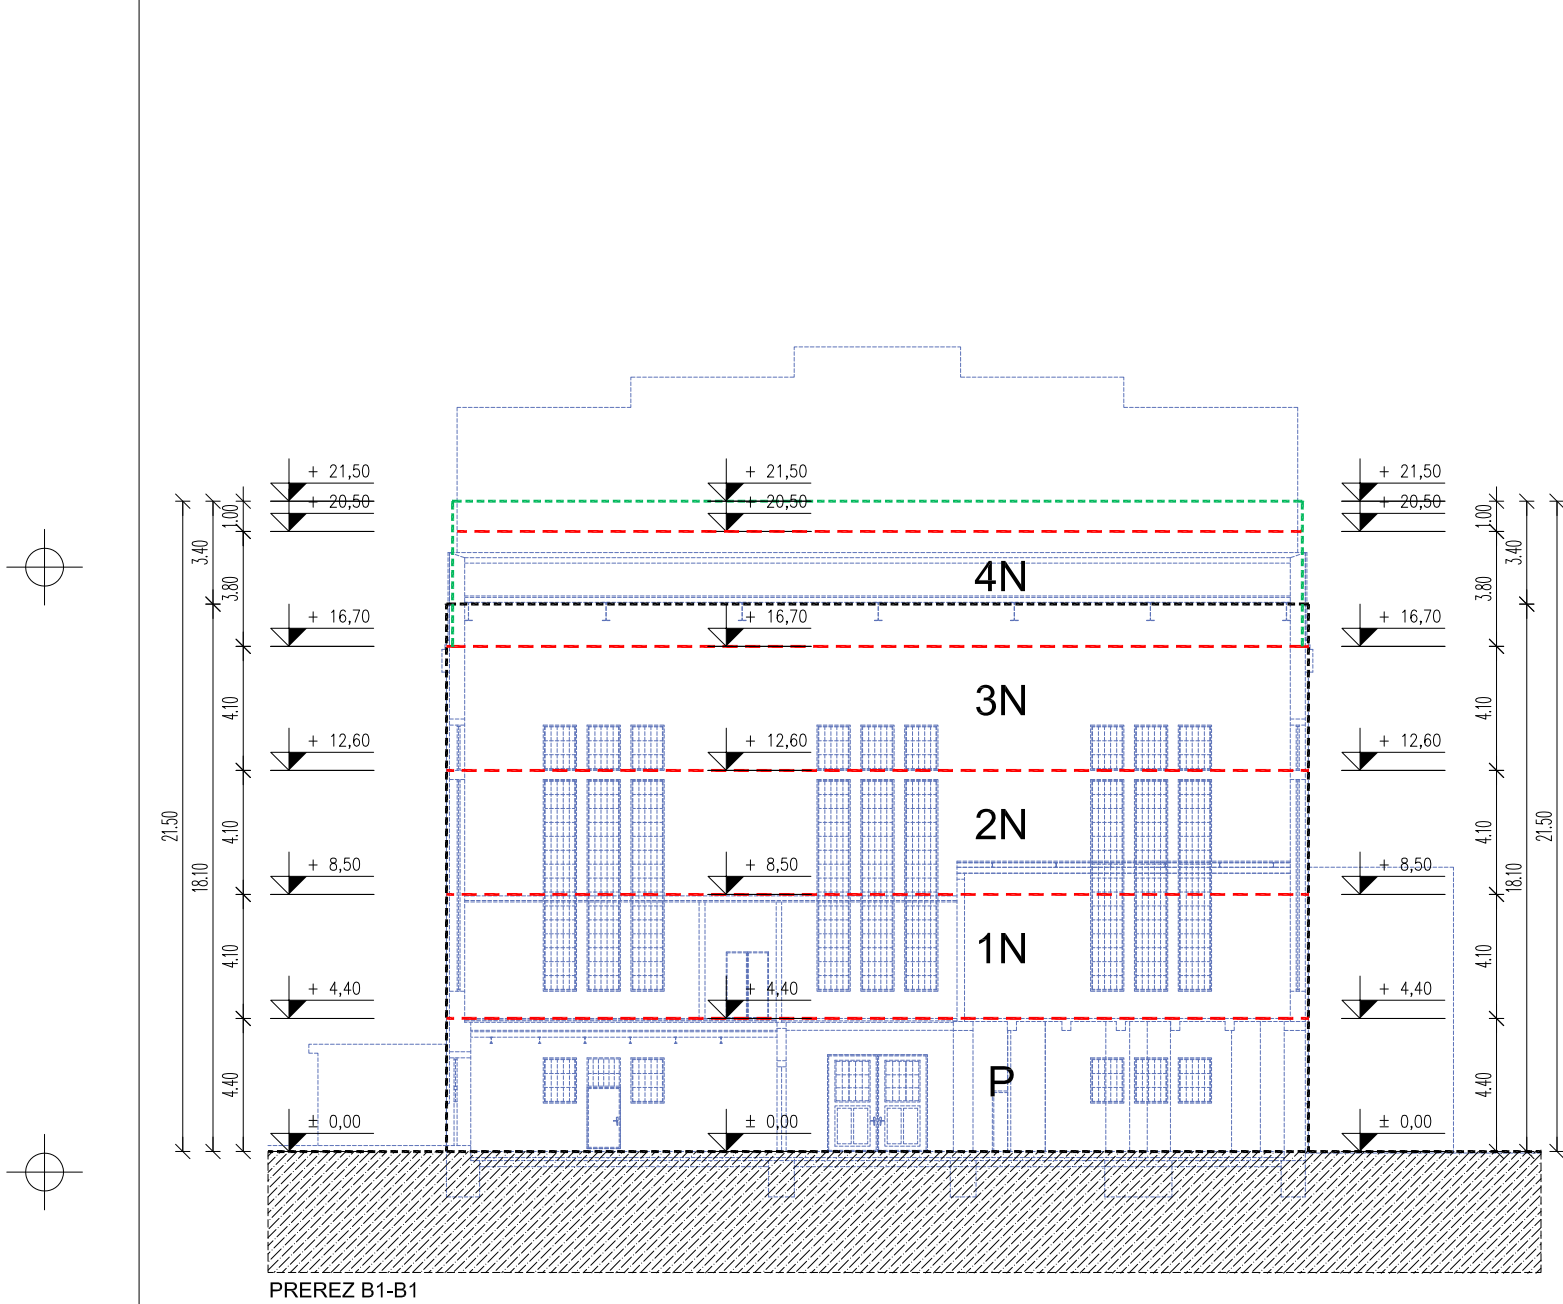 + 21,50 + 21,50 + 21,50
+ 20,50 + 20,50 + 20,50
1.00 1.00
3.40 3.40
4N
3.80 3.80
+ 16,70 + 16,70 + 16,70
3N
4.10 4.10
+ 12,60 + 12,60 + 12,60
21.50 4.10 2N 4.10 21.50
+ 8,50 + 8,50 + 8,50
18.10 18.10
4.10 1N 4.10
+ 4,40 + 4,40 + 4,40
4.40 P 4.40
± 0,00 ± 0,00 ± 0,00
PREREZ B1-B1